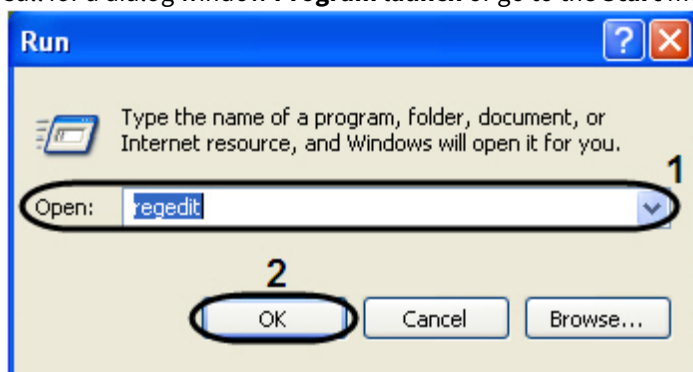 Run
Type the name of a program, folder, document, or
Internet resource, and Windows will open it for you.
1
Open: regedit
2
OK Cancel Browse...